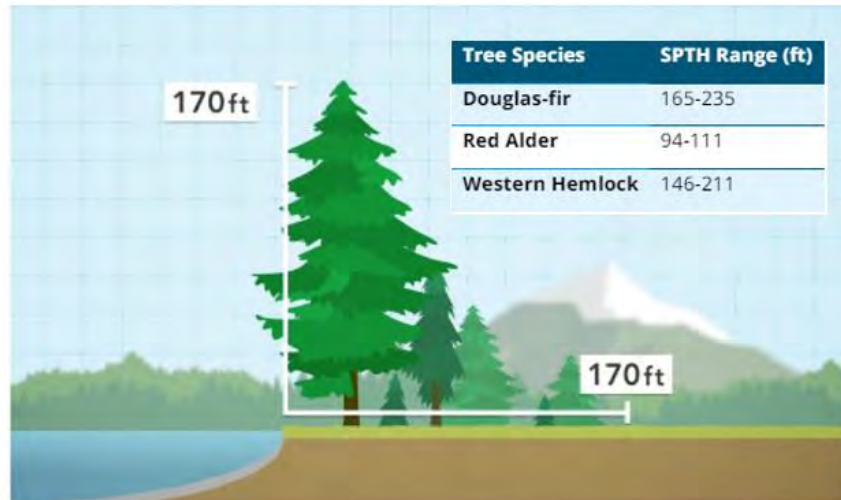 Tree Species SPTH Range (ft)
170ft
Douglas-fir 165-235
Red Alder 94-111
Western Hemlock 146-211
170ft